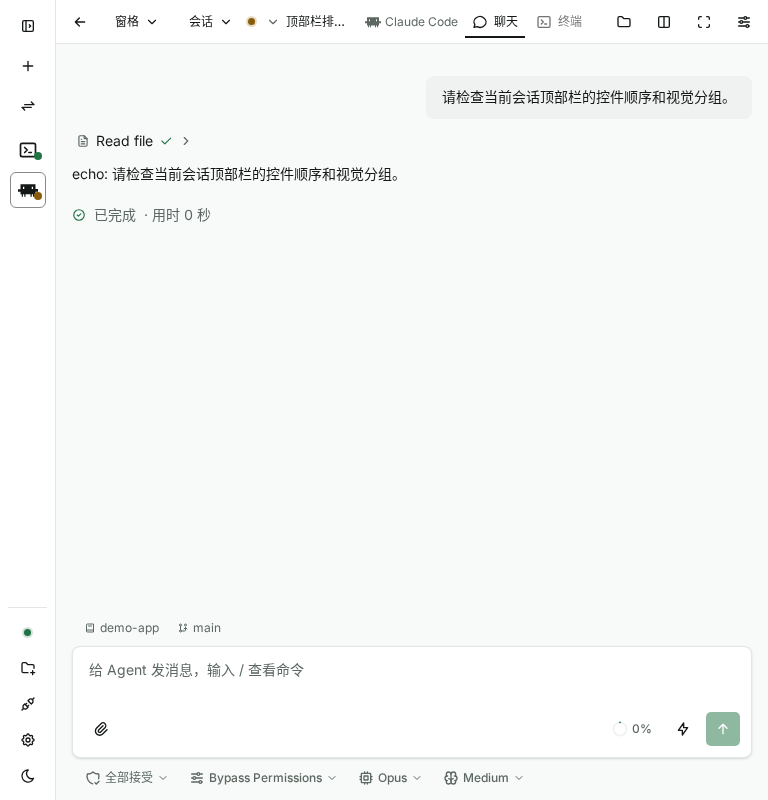 窗格 会话 顶部栏排... Claude Code 聊天 终端
请检查当前会话顶部栏的控件顺序和视觉分组。
Read file
echo: 请检查当前会话顶部栏的控件顺序和视觉分组。
已完成 · 用时 0 秒
demo-app main
给 Agent 发消息，输入 / 查看命令
0%
全部接受 Bypass Permissions Opus Medium